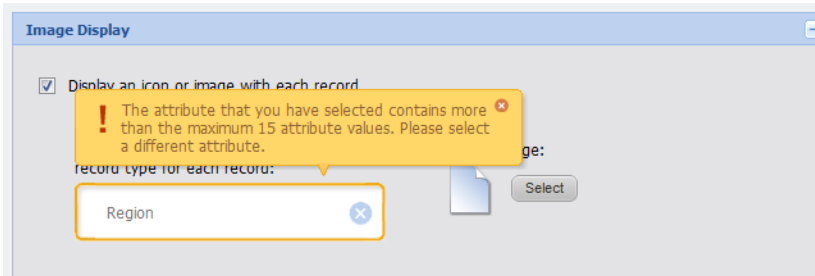 Image Display
Display an icon or image with each record
The attribute that you have selected contains more
than the maximum 15 attribute values. Please select
a different attribute.
record type for each record:
Region
Select